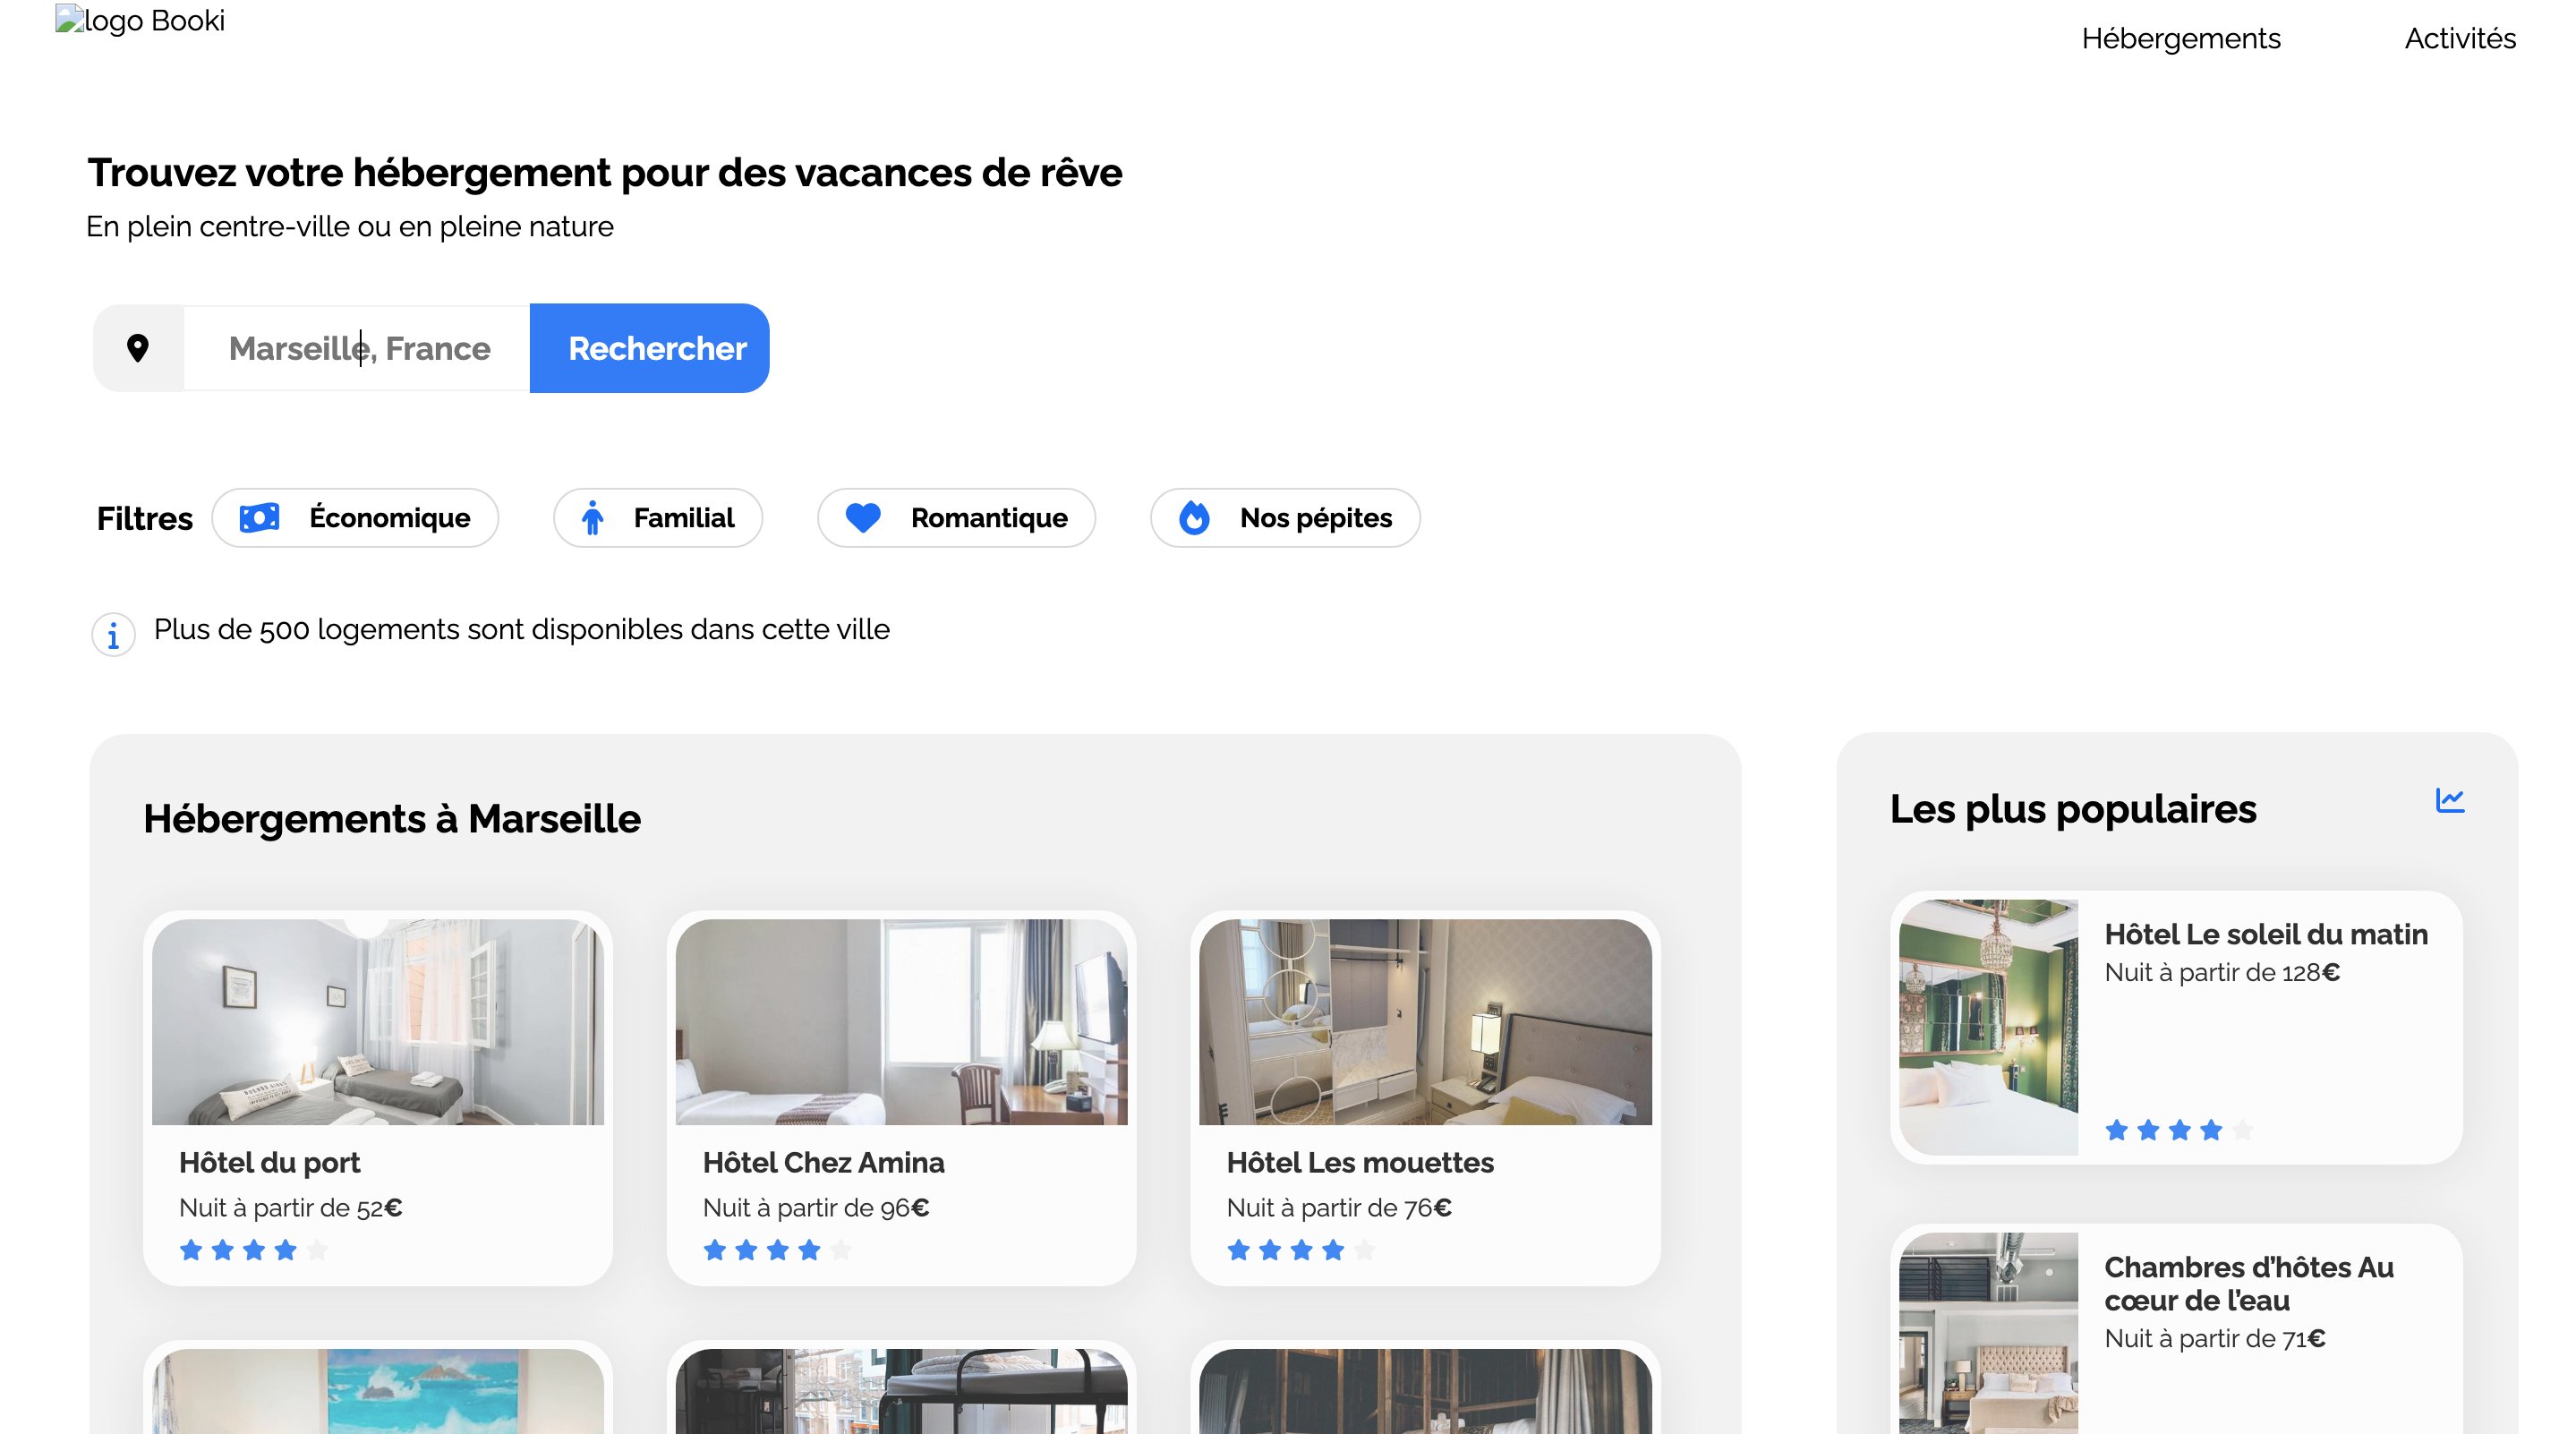 logo Booki
Hébergements
Activités
Trouvez votre hébergement pour des vacances de rêve
En plein centre-ville ou en pleine nature
Marseille, France
Rechercher
Filtres
Économique
Familial
Romantique
Nos pépites
Plus de 500 logements sont disponibles dans cette ville
Hébergements à Marseille
Hôtel du port
Nuit à partir de 52€
Hôtel Chez Amina
Nuit à partir de 96€
Hôtel Les mouettes
Nuit à partir de 76€
Les plus populaires
Hôtel Le soleil du matin
Nuit à partir de 128€
Chambres d’hôtes Au
cœur de l’eau
Nuit à partir de 71€